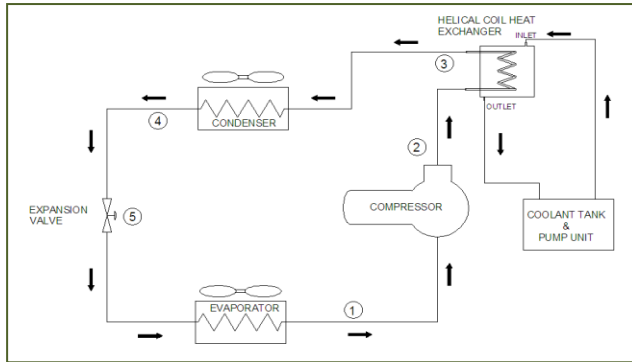 HELICAL COIL HEAT
EXCHANGER
INLET
3
OUTLET
4
CONDENSER
2
EXPANSION
VALVE
5
COMPRESSOR
COOLANT TANK
&
PUMP UNIT
EVAPORATOR
1